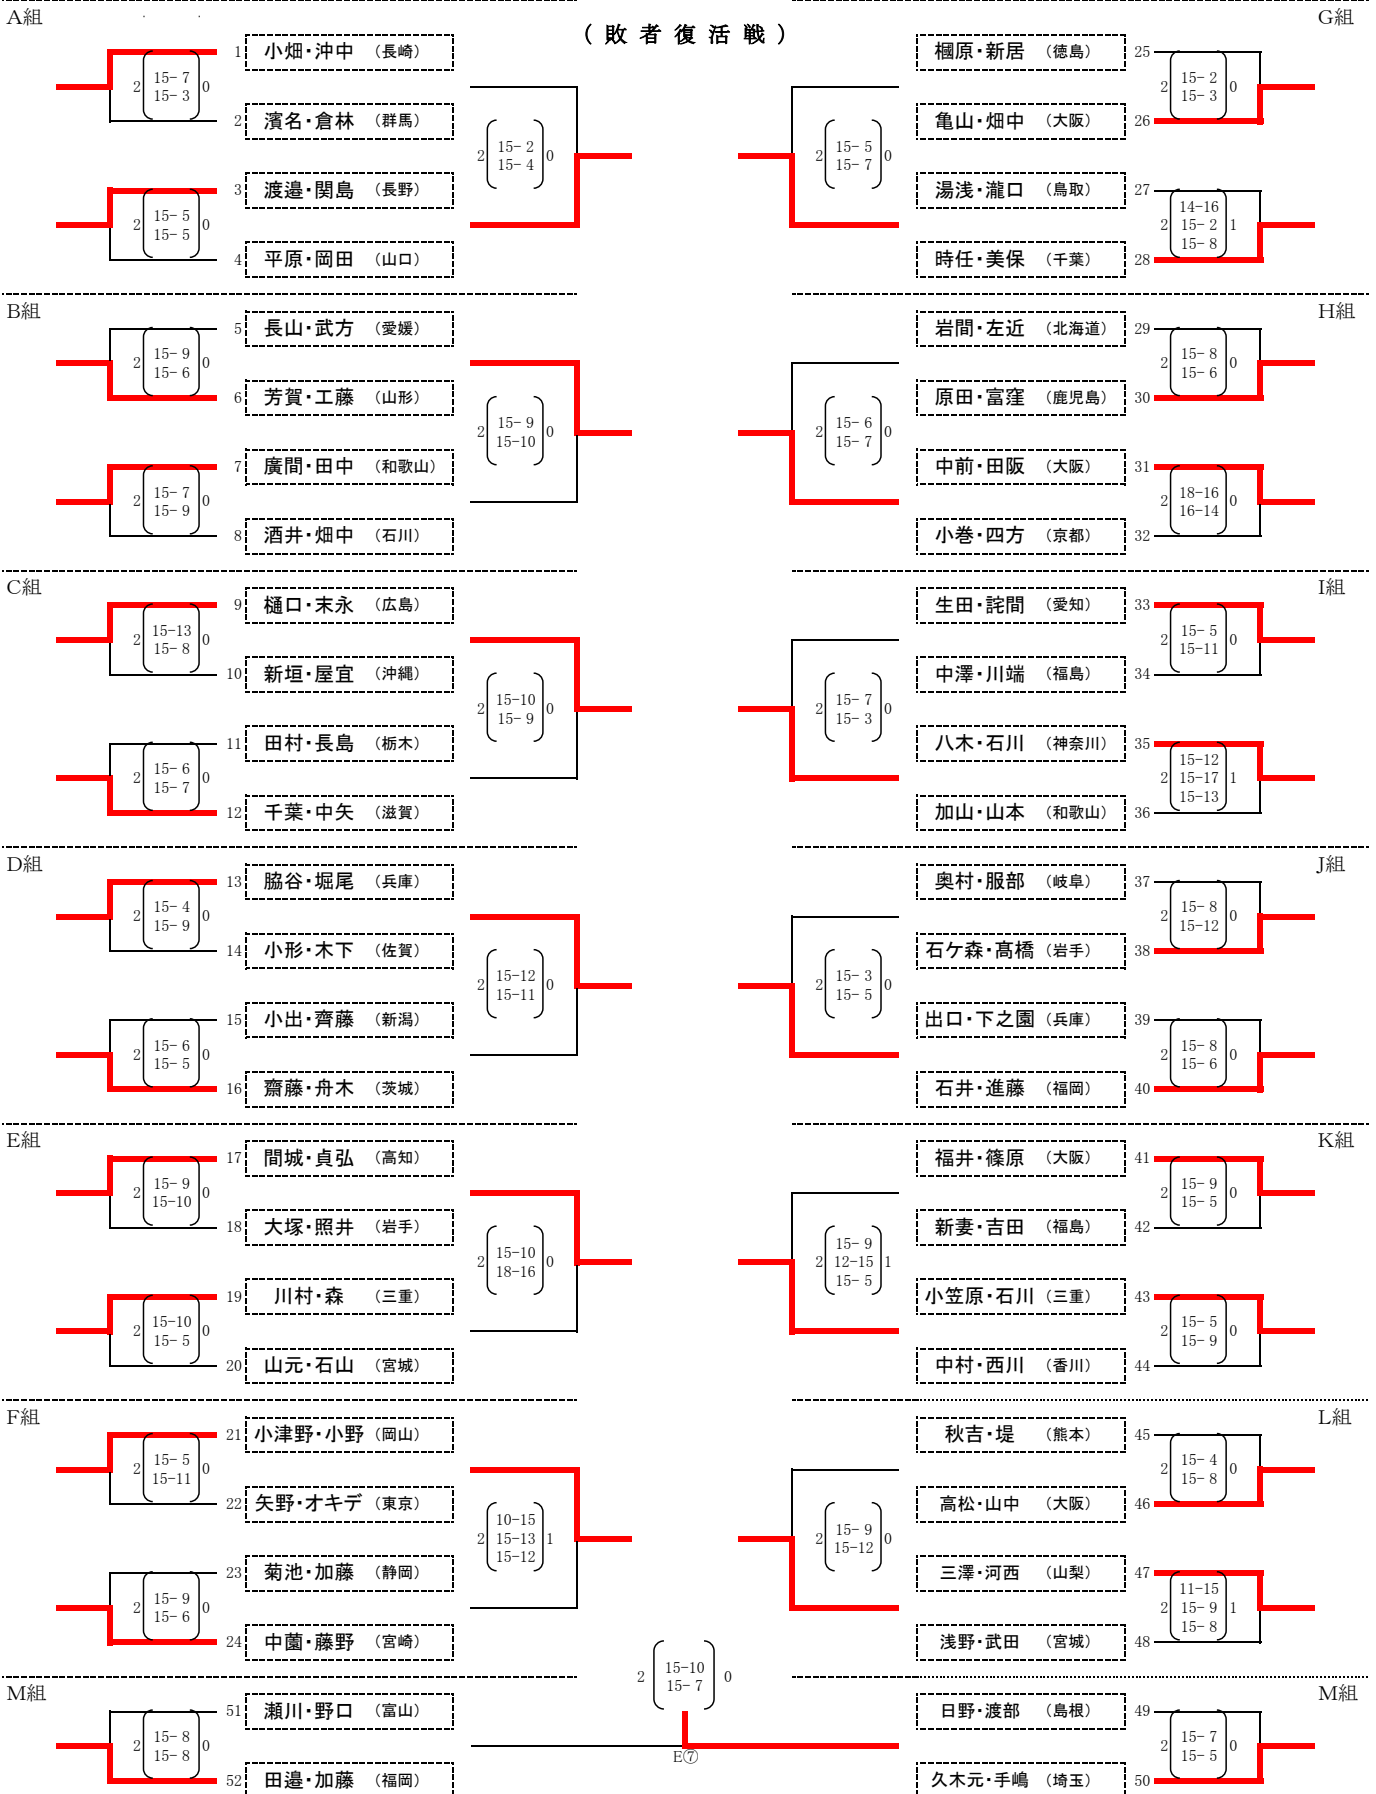 (敗者復活戦)
A組
1 小畑・沖中 (長崎)
2 15-7 0
15-3
2 濱名・倉林 (群馬)
2 15-2 0
15-4
3 渡邉・関島 (長野)
2 15-5 0
15-5
4 平原・岡田 (山口)
B組
5 長山・武方 (愛媛)
2 15-9 0
15-6
6 芳賀・工藤 (山形)
2 15-9 0
15-10
7 廣間・田中 (和歌山)
2 15-7 0
15-9
8 酒井・畑中 (石川)
C組
9 樋口・末永 (広島)
2 15-13 0
15-8
10 新垣・屋宜 (沖縄)
2 15-10 0
15-9
11 田村・長島 (栃木)
2 15-6 0
15-7
12 千葉・中矢 (滋賀)
D組
13 脇谷・堀尾 (兵庫)
2 15-4 0
15-9
14 小形・木下 (佐賀)
2 15-12 0
15-11
15 小出・齊藤 (新潟)
2 15-6 0
15-5
16 齋藤・舟木 (茨城)
E組
17 間城・貞弘 (高知)
2 15-9 0
15-10
18 大塚・照井 (岩手)
2 15-10 0
18-16
19 川村・森 (三重)
2 15-10 0
15-5
20 山元・石山 (宮城)
F組
21 小津野・小野 (岡山)
2 15-5 0
15-11
22 矢野・オキデ (東京)
2 10-15 1
15-13
15-12
23 菊池・加藤 (静岡)
2 15-9 0
15-6
24 中薗・藤野 (宮崎)
M組
51 瀬川・野口 (富山)
2 15-8 0
15-8
52 田邉・加藤 (福岡)
2 15-10 0
15-7
E⑦
G組
樌原・新居 (徳島) 25
2 15-2 0
15-3
亀山・畑中 (大阪) 26
2 15-5 0
15-7
湯浅・瀧口 (鳥取) 27
2 14-16 1
15-2
15-8
時任・美保 (千葉) 28
H組
岩間・左近 (北海道) 29
2 15-8 0
15-6
原田・富窪 (鹿児島) 30
2 15-6 0
15-7
中前・田阪 (大阪) 31
2 18-16 0
16-14
小巻・四方 (京都) 32
I組
生田・詫間 (愛知) 33
2 15-5 0
15-11
中澤・川端 (福島) 34
2 15-7 0
15-3
八木・石川 (神奈川) 35
2 15-12 1
15-17
15-13
加山・山本 (和歌山) 36
J組
奥村・服部 (岐阜) 37
2 15-8 0
15-12
石ケ森・髙橋 (岩手) 38
2 15-3 0
15-5
出口・下之園 (兵庫) 39
2 15-8 0
15-6
石井・進藤 (福岡) 40
K組
福井・篠原 (大阪) 41
2 15-9 0
15-5
新妻・吉田 (福島) 42
2 15-9 1
12-15
15-5
小笠原・石川 (三重) 43
2 15-5 0
15-9
中村・西川 (香川) 44
L組
秋吉・堤 (熊本) 45
2 15-4 0
15-8
高松・山中 (大阪) 46
2 15-9 0
15-12
三澤・河西 (山梨) 47
2 11-15 1
15-9
15-8
浅野・武田 (宮城) 48
M組
日野・渡部 (島根) 49
2 15-7 0
15-5
久木元・手嶋 (埼玉) 50